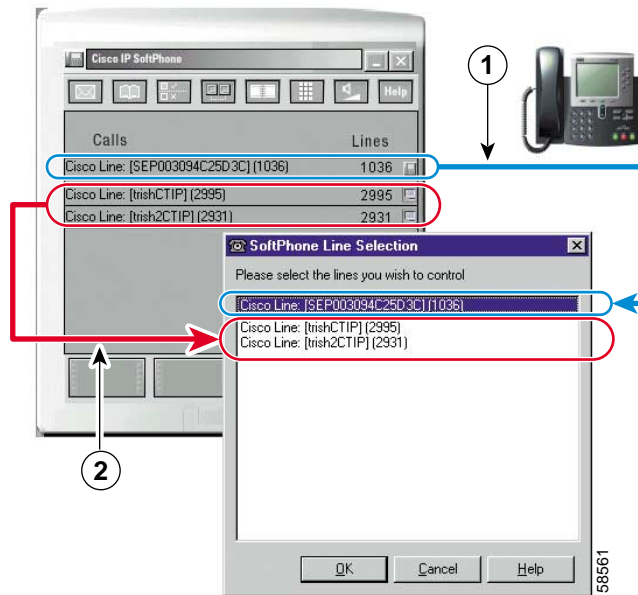 Cisco IP SoftPhone
Help
Calls Lines
Cisco Line: [SEP003094C25D3C] (1036) 1036
Cisco Line: [trishCTIP] (2995) 2995
Cisco Line: [trish2CTIP] (2931) 2931
1
SoftPhone Line Selection
Please select the lines you wish to control
Cisco Line: [SEP003094C25D3C] (1036)
Cisco Line: [trishCTIP] (2995)
Cisco Line: [trish2CTIP] (2931)
2
OK Cancel Help
58561